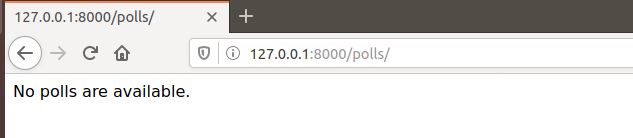 127.0.0.1:8000/polls/
127.0.0.1:8000/polls/
No polls are available.